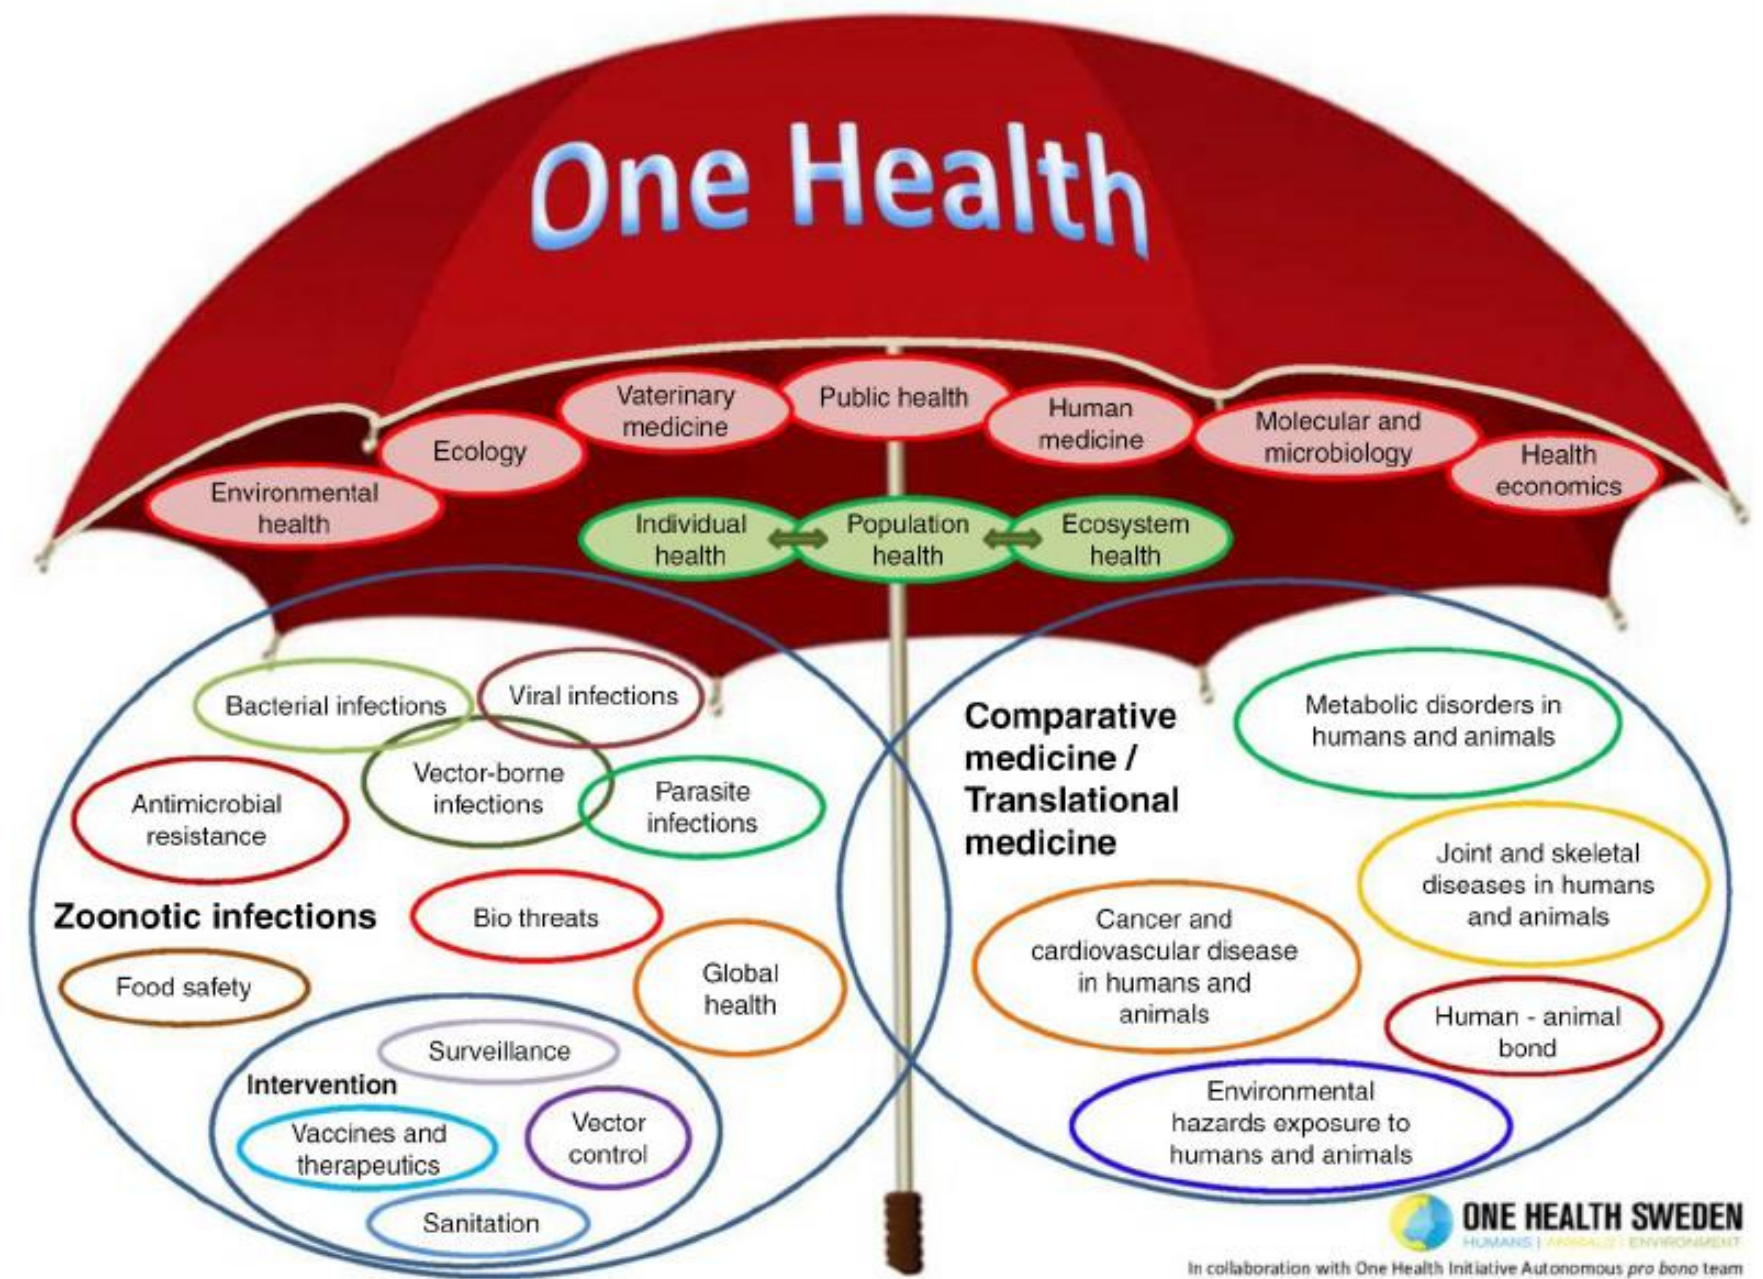 One Health
Vaterinary
medicine
Public health
Human
medicine
Molecular and
microbiology
Ecology
Health
economics
Environmental
health
Individual
health
Population
health
Ecosystem
health
Bacterial infections
Viral infections
Vector-borne
infections
Parasite
infections
Antimicrobial
resistance
Zoonotic infections
Bio threats
Food safety
Global
health
Surveillance
Intervention
Vaccines and
therapeutics
Vector
control
Sanitation
Comparative
medicine /
Translational
medicine
Metabolic disorders in
humans and animals
Joint and skeletal
diseases in humans
and animals
Cancer and
cardiovascular disease
in humans and
animals
Human - animal
bond
Environmental
hazards exposure to
humans and animals
ONE HEALTH SWEDEN
HUMANS | ANIMALS | ENVIRONMENT
In collaboration with One Health Initiative Autonomous pro bono team